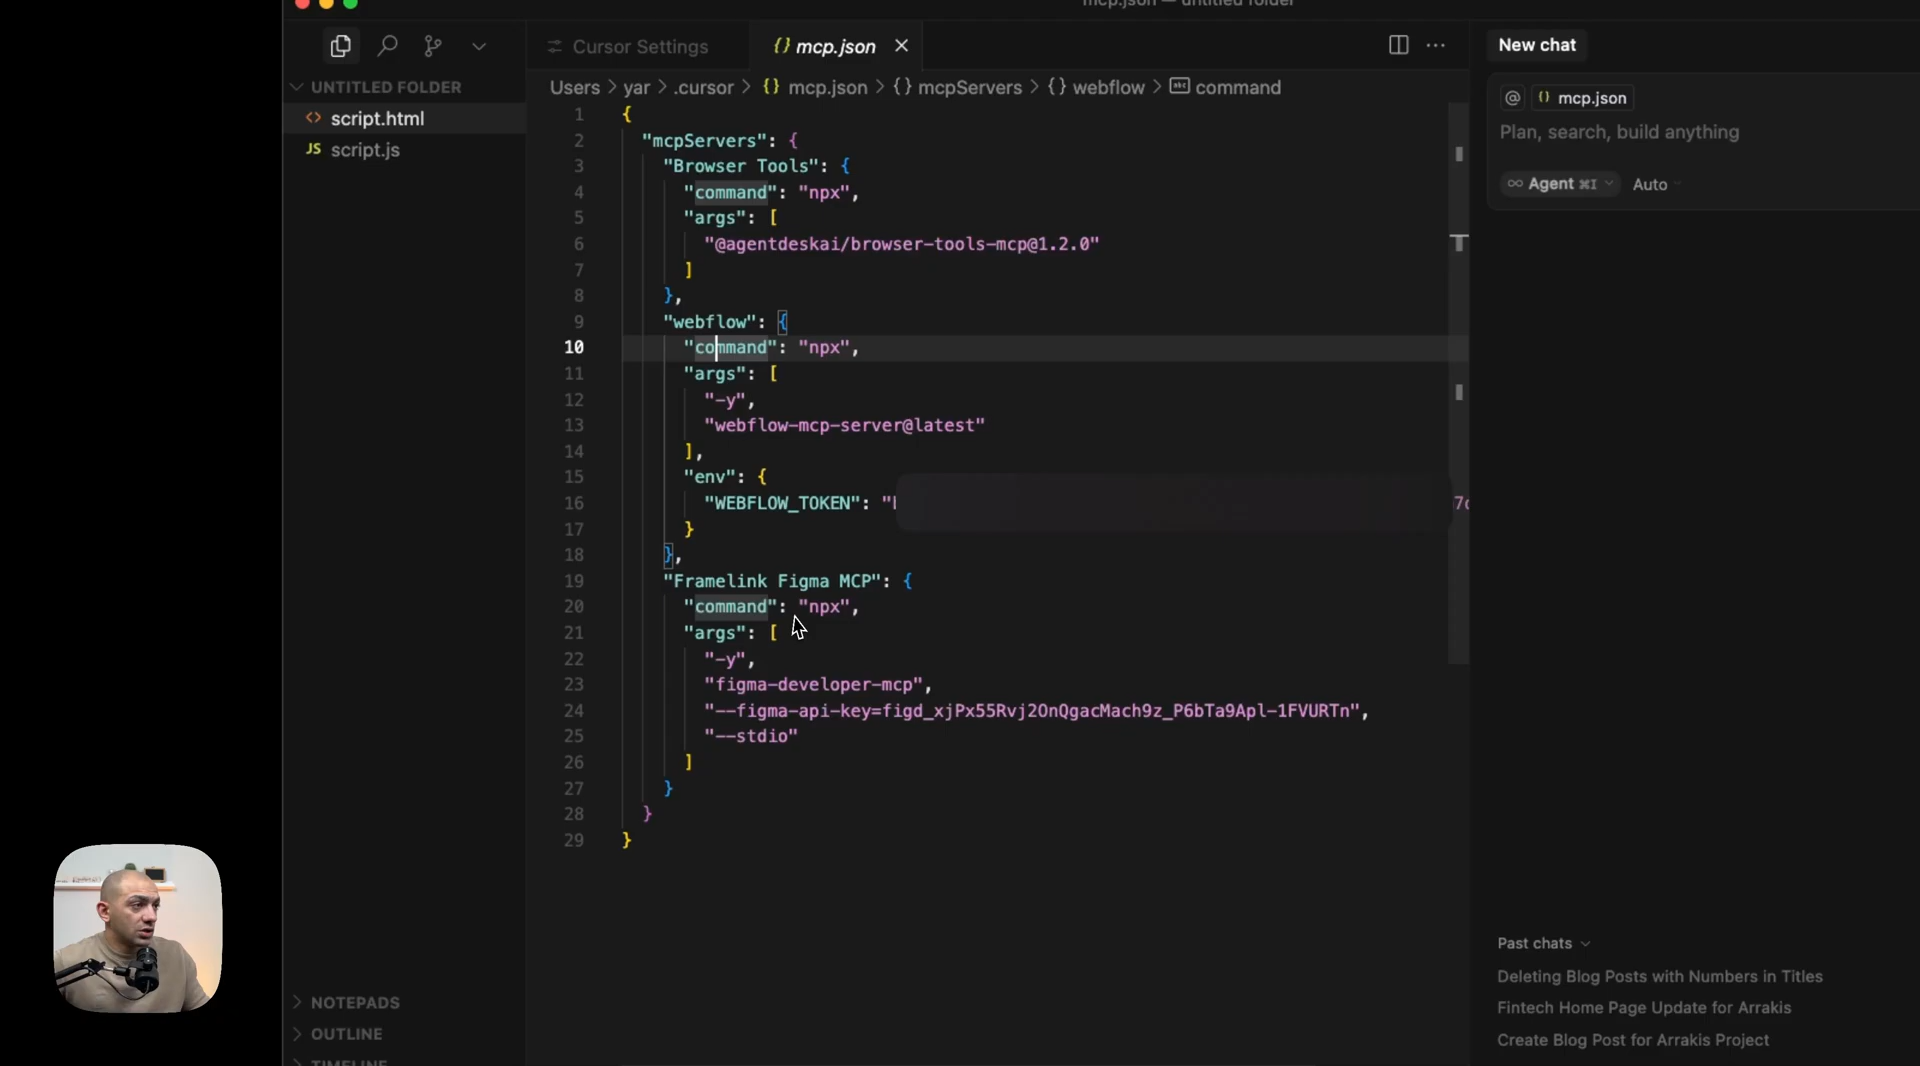 mcp.json — untitled folder
Cursor Settings
{} mcp.json
New chat
UNTITLED FOLDER
Users > yar > .cursor > {} mcp.json > {} mcpServers > {} webflow > command
script.html
JS script.js
@ {} mcp.json
Plan, search, build anything
Agent ⌘I Auto
1 {
2 "mcpServers": {
3 "Browser Tools": {
4 "command": "npx",
5 "args": [
6 "@agentdeskai/browser-tools-mcp@1.2.0"
7 ]
8 },
9 "webflow": {
10 "command": "npx",
11 "args": [
12 "-y",
13 "webflow-mcp-server@latest"
14 ],
15 "env": {
16 "WEBFLOW_TOKEN": "
17 }
18 },
19 "Framelink Figma MCP": {
20 "command": "npx",
21 "args": [
22 "-y",
23 "figma-developer-mcp",
24 "--figma-api-key=figd_xjPx55Rvj2OnQgacMach9z_P6bTa9Apl-1FVURTn",
25 "--stdio"
26 ]
27 }
28 }
29 }
NOTEPADS
OUTLINE
TIMELINE
Past chats
Deleting Blog Posts with Numbers in Titles
Fintech Home Page Update for Arrakis
Create Blog Post for Arrakis Project